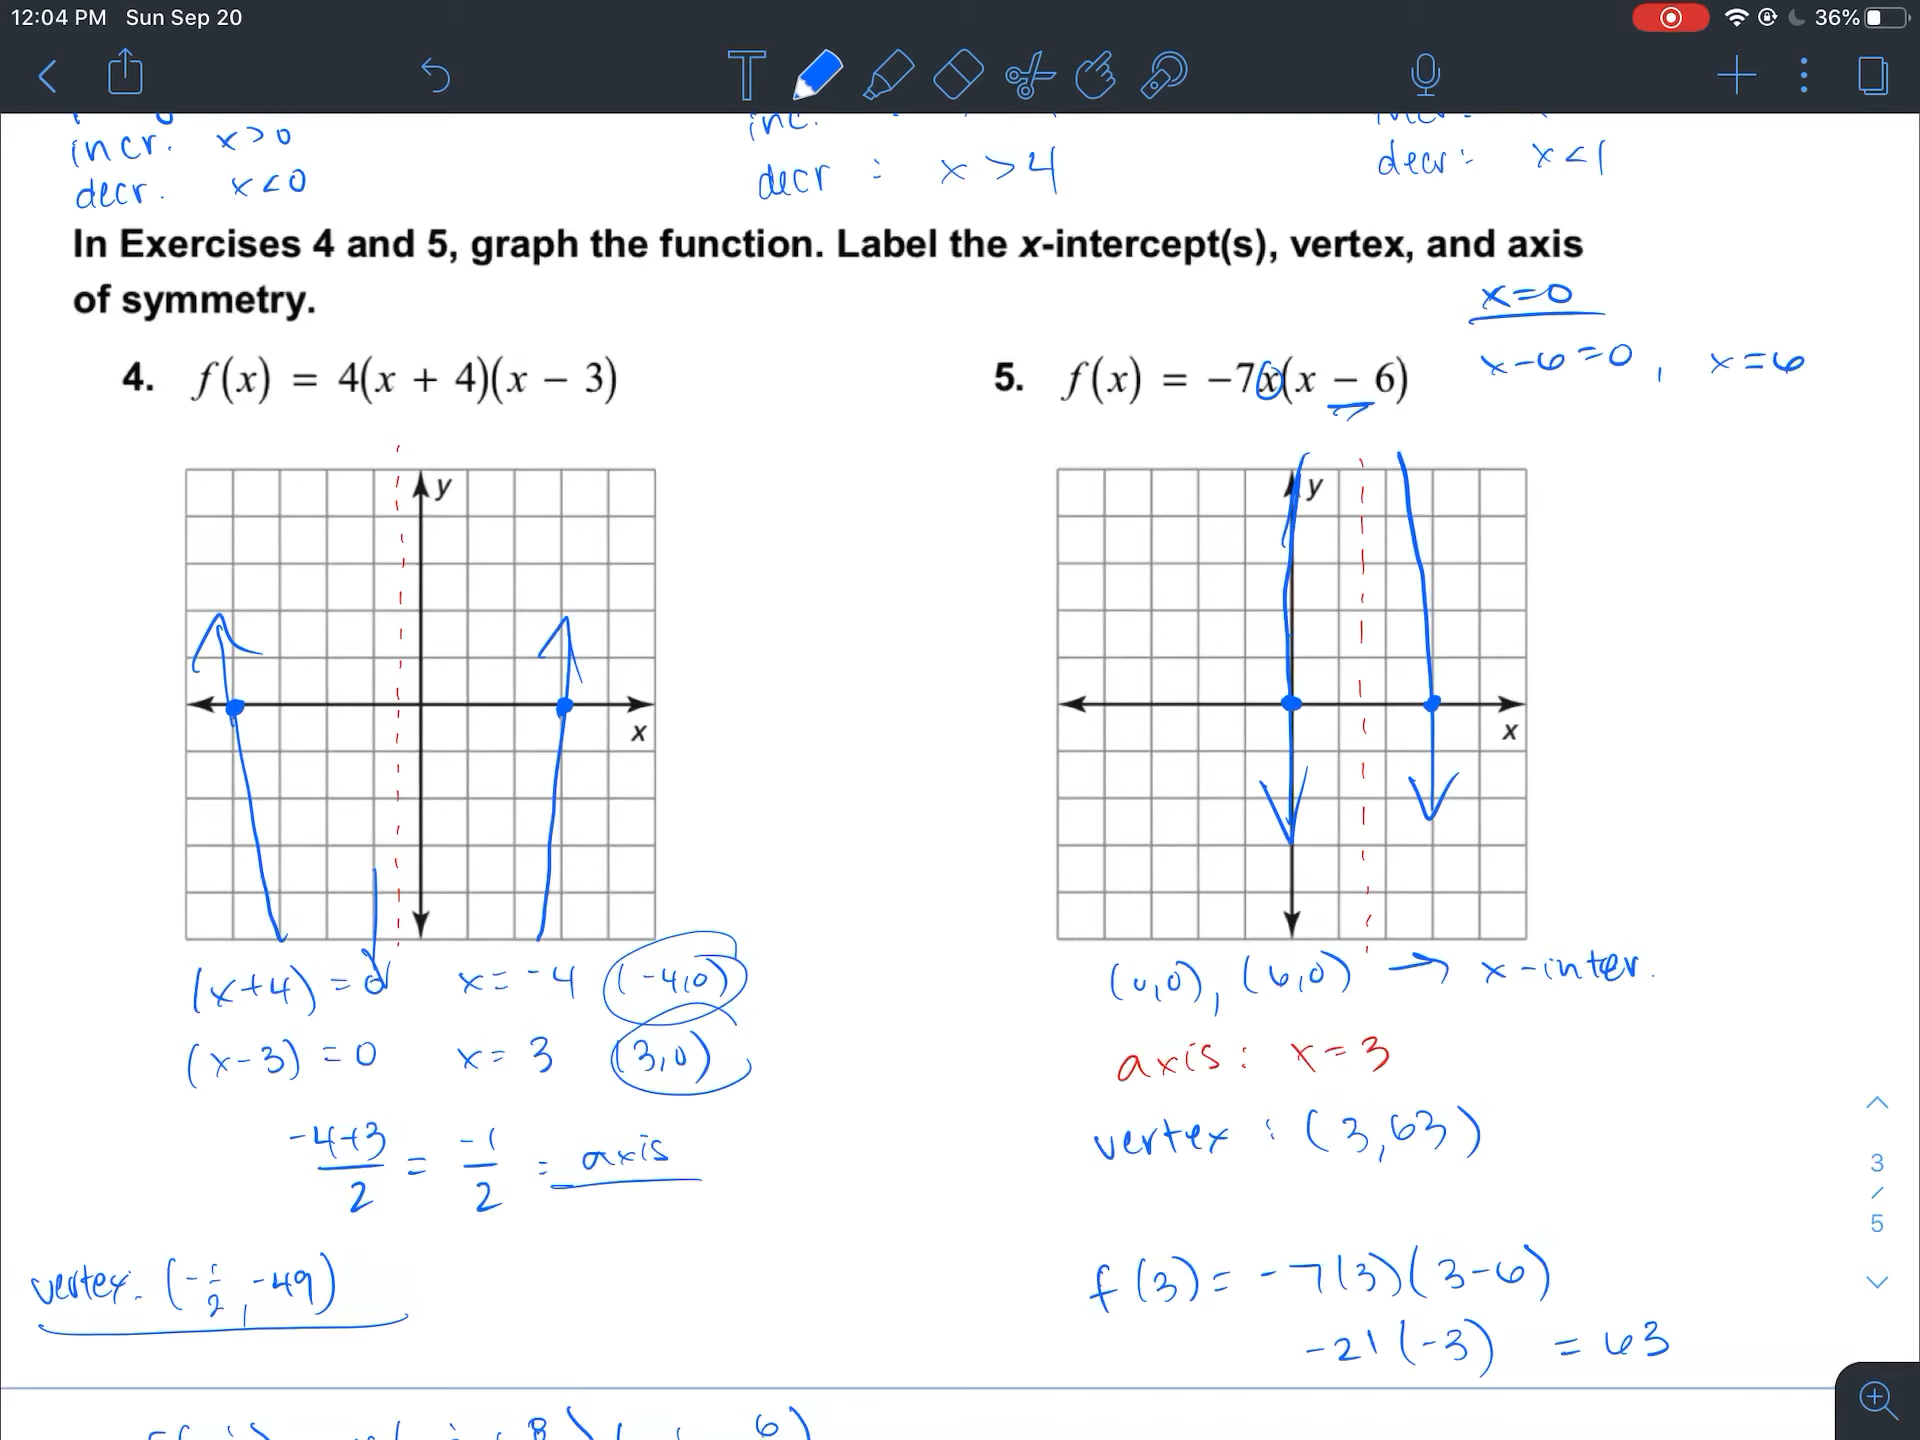 12:04 PM Sun Sep 20 36%
incr. x>0
decr. x<0
inc.
decr : x >4
decr: x<1
In Exercises 4 and 5, graph the function. Label the x-intercept(s), vertex, and axis
of symmetry.
x=0
x-6=0, x=6
4. f(x) = 4(x + 4)(x − 3)
5. f(x) = −7x(x − 6)
y
x
y
x
(x+4) = 0 x= -4 (-4,0)
(x-3) = 0 x= 3 (3,0)
-4+3/2 = -1/2 = axis
vertex. (-1/2, -49)
(0,0), (6,0) → x-inter.
axis: x=3
vertex : (3,63)
f(3)= -7(3)(3-6)
-21(-3) = 63
3
/
5